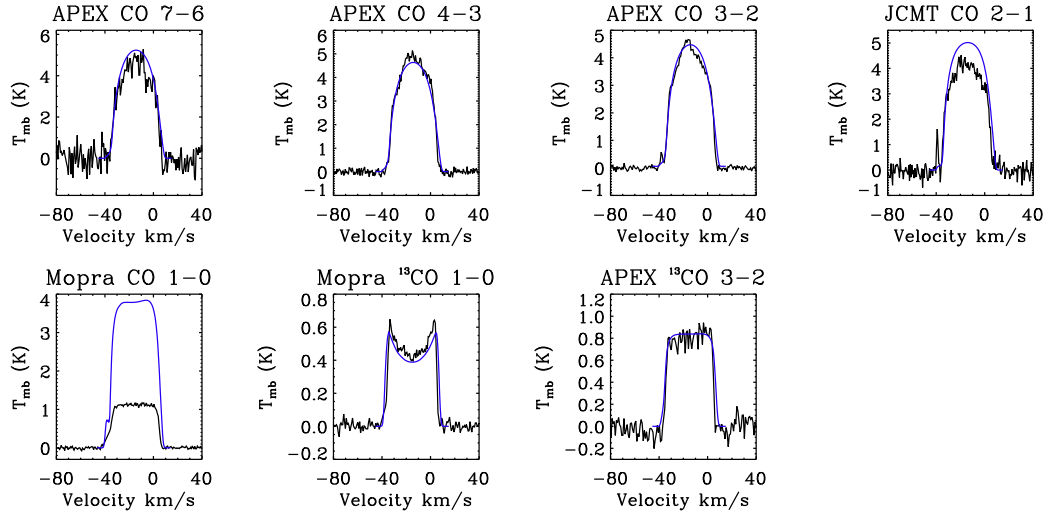 APEX CO 7−6 APEX CO 4−3 APEX CO 3−2 JCMT CO 2−1
6 4 2 0
T_mb (K)
−80 −40 0 40
Velocity km/s
6 5 4 3 2 1 0 −1
T_mb (K)
−80 −40 0 40
Velocity km/s
5 4 3 2 1 0 −1
T_mb (K)
−80 −40 0 40
Velocity km/s
5 4 3 2 1 0 −1
T_mb (K)
−80 −40 0 40
Velocity km/s
Mopra CO 1−0 Mopra ¹³CO 1−0 APEX ¹³CO 3−2
4 3 2 1 0
T_mb (K)
−80 −40 0 40
Velocity km/s
0.8 0.6 0.4 0.2 0.0 −0.2
T_mb (K)
−80 −40 0 40
Velocity km/s
1.2 1.0 0.8 0.6 0.4 0.2 0.0 −0.2
T_mb (K)
−80 −40 0 40
Velocity km/s